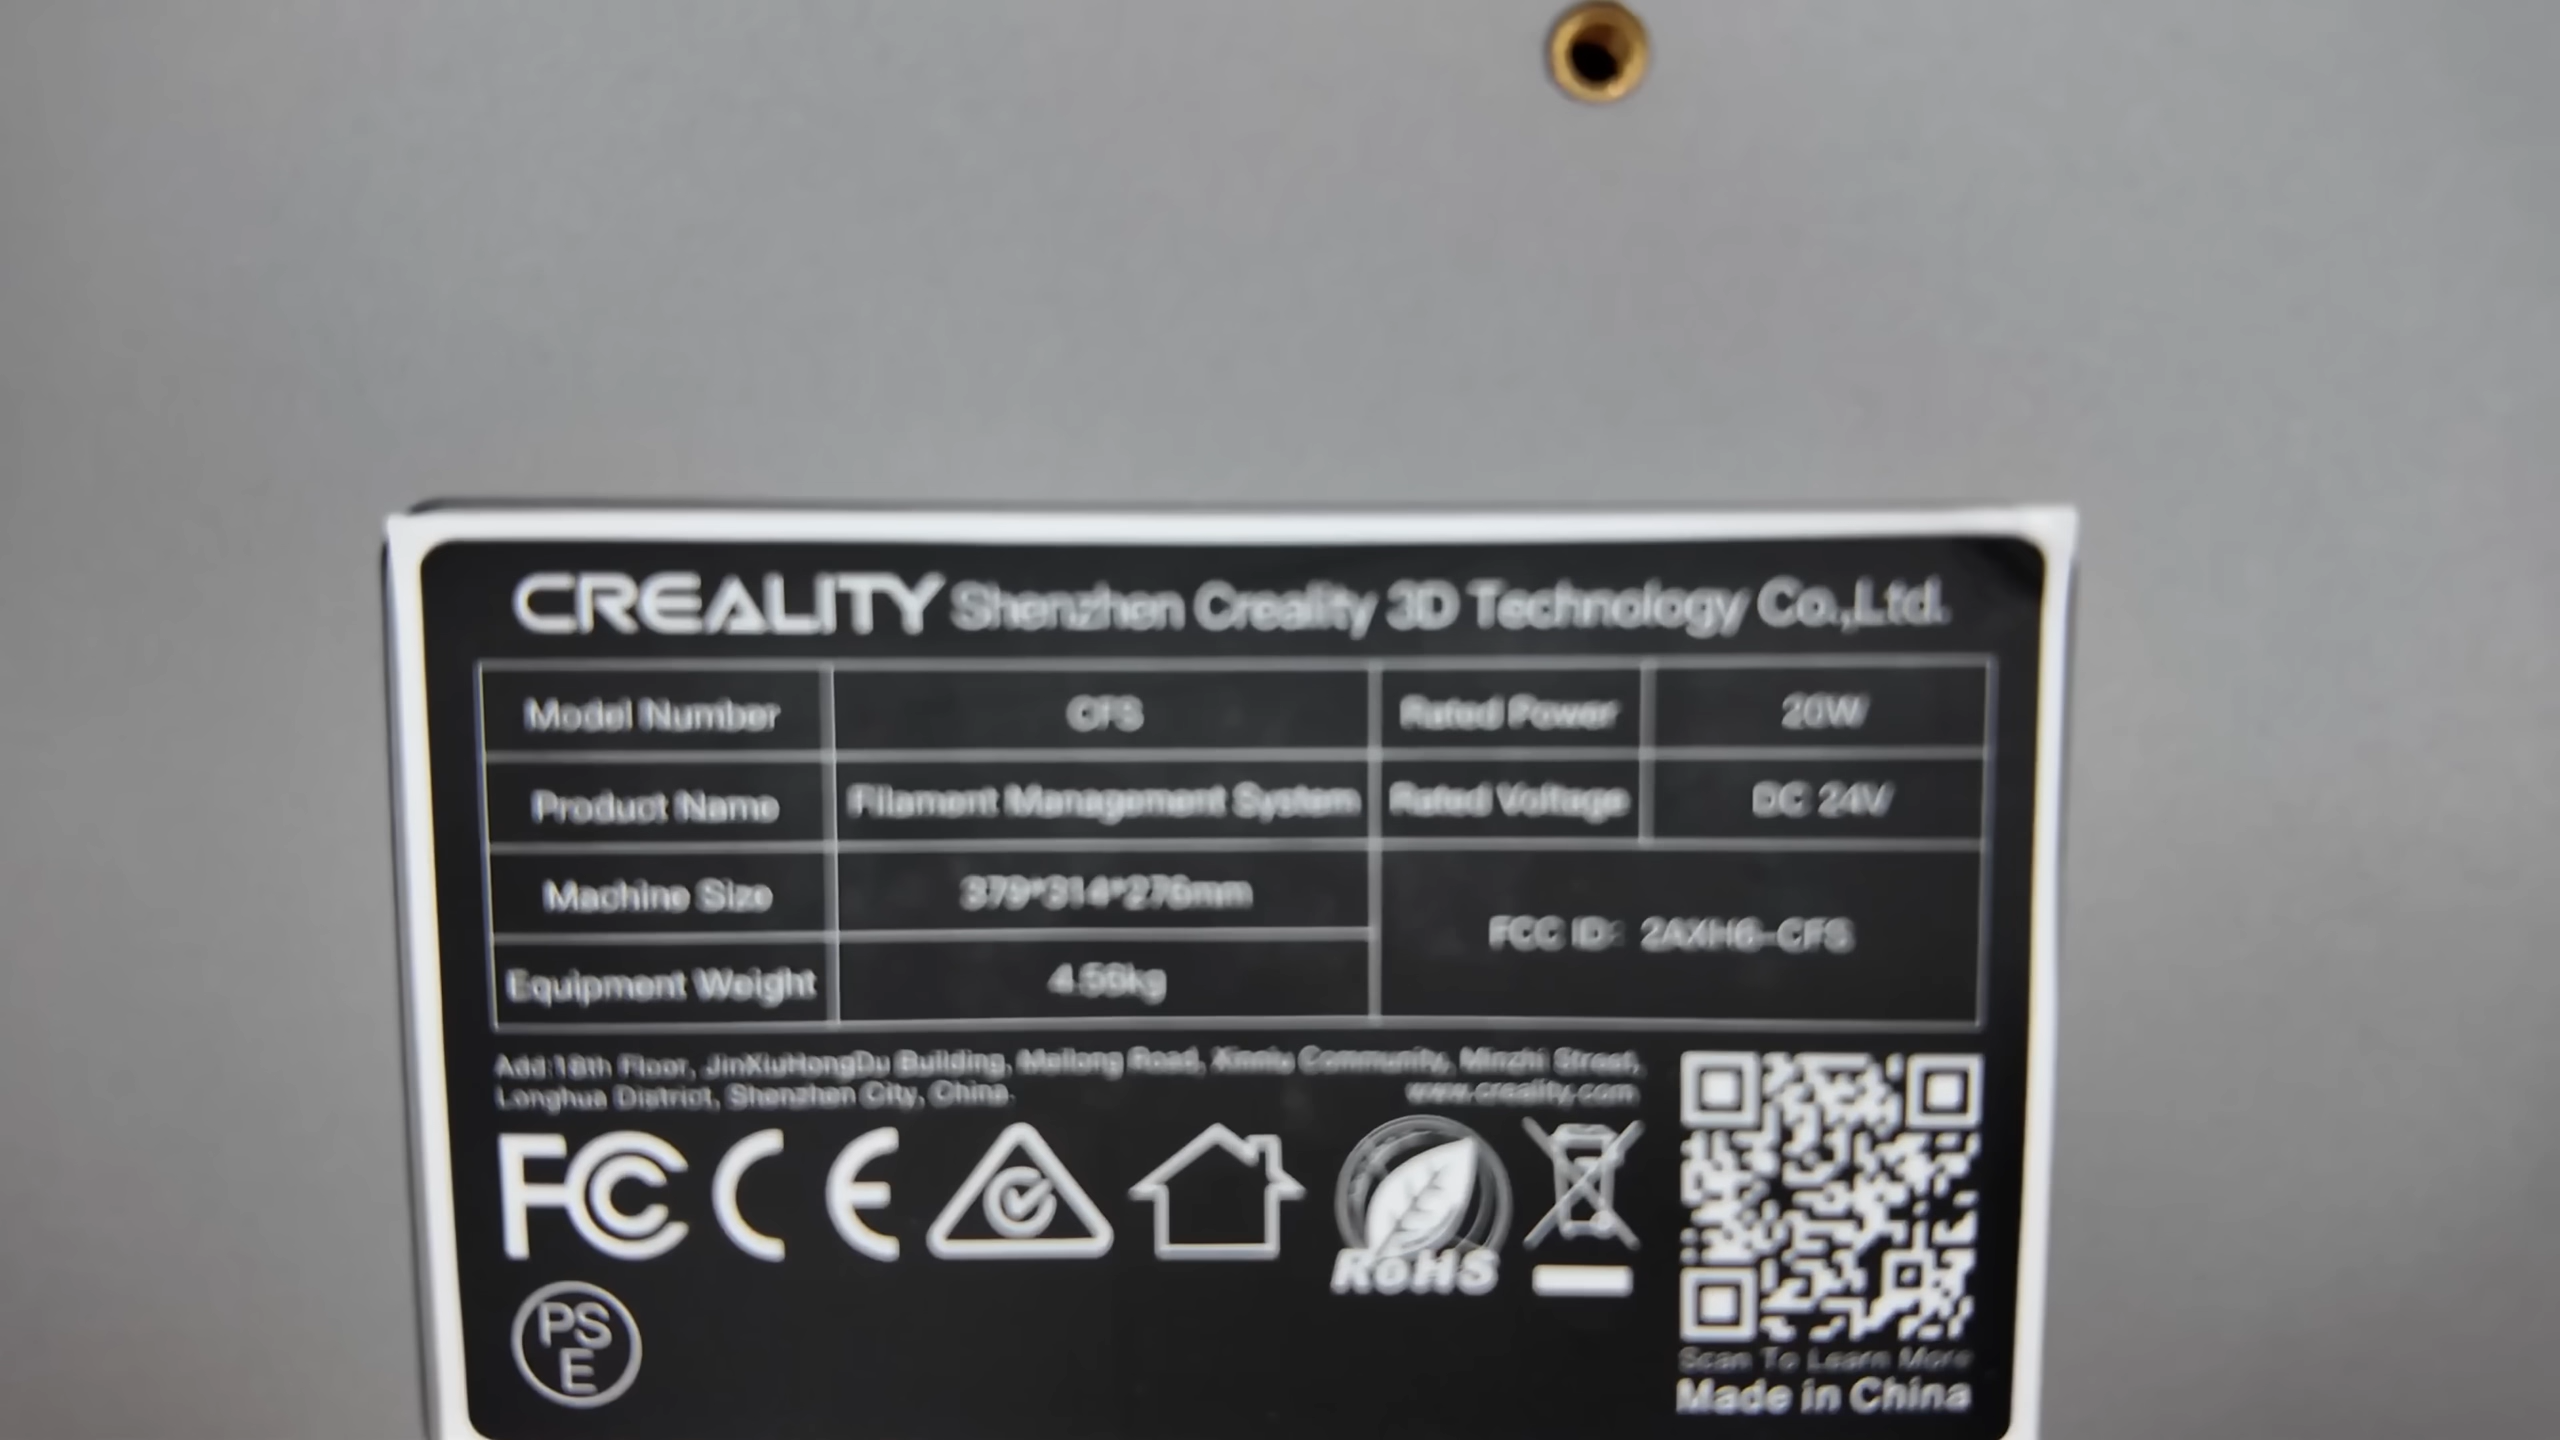 CREALITY Shenzhen Creality 3D Technology Co.,Ltd.
Model Number CFS Rated Power 20W
Product Name Filament Management System Rated Voltage DC 24V
Machine Size 379*314*276mm
FCC ID: 2AXH6-CFS
Equipment Weight 4.56kg
Add:18th Floor, JinXiuHongDu Building, Meilong Road, Xinniu Community, Minzhi Street,
Longhua District, Shenzhen City, China.
www.creality.com
FC CE
RoHS
PS
E
Scan To Learn More
Made in China